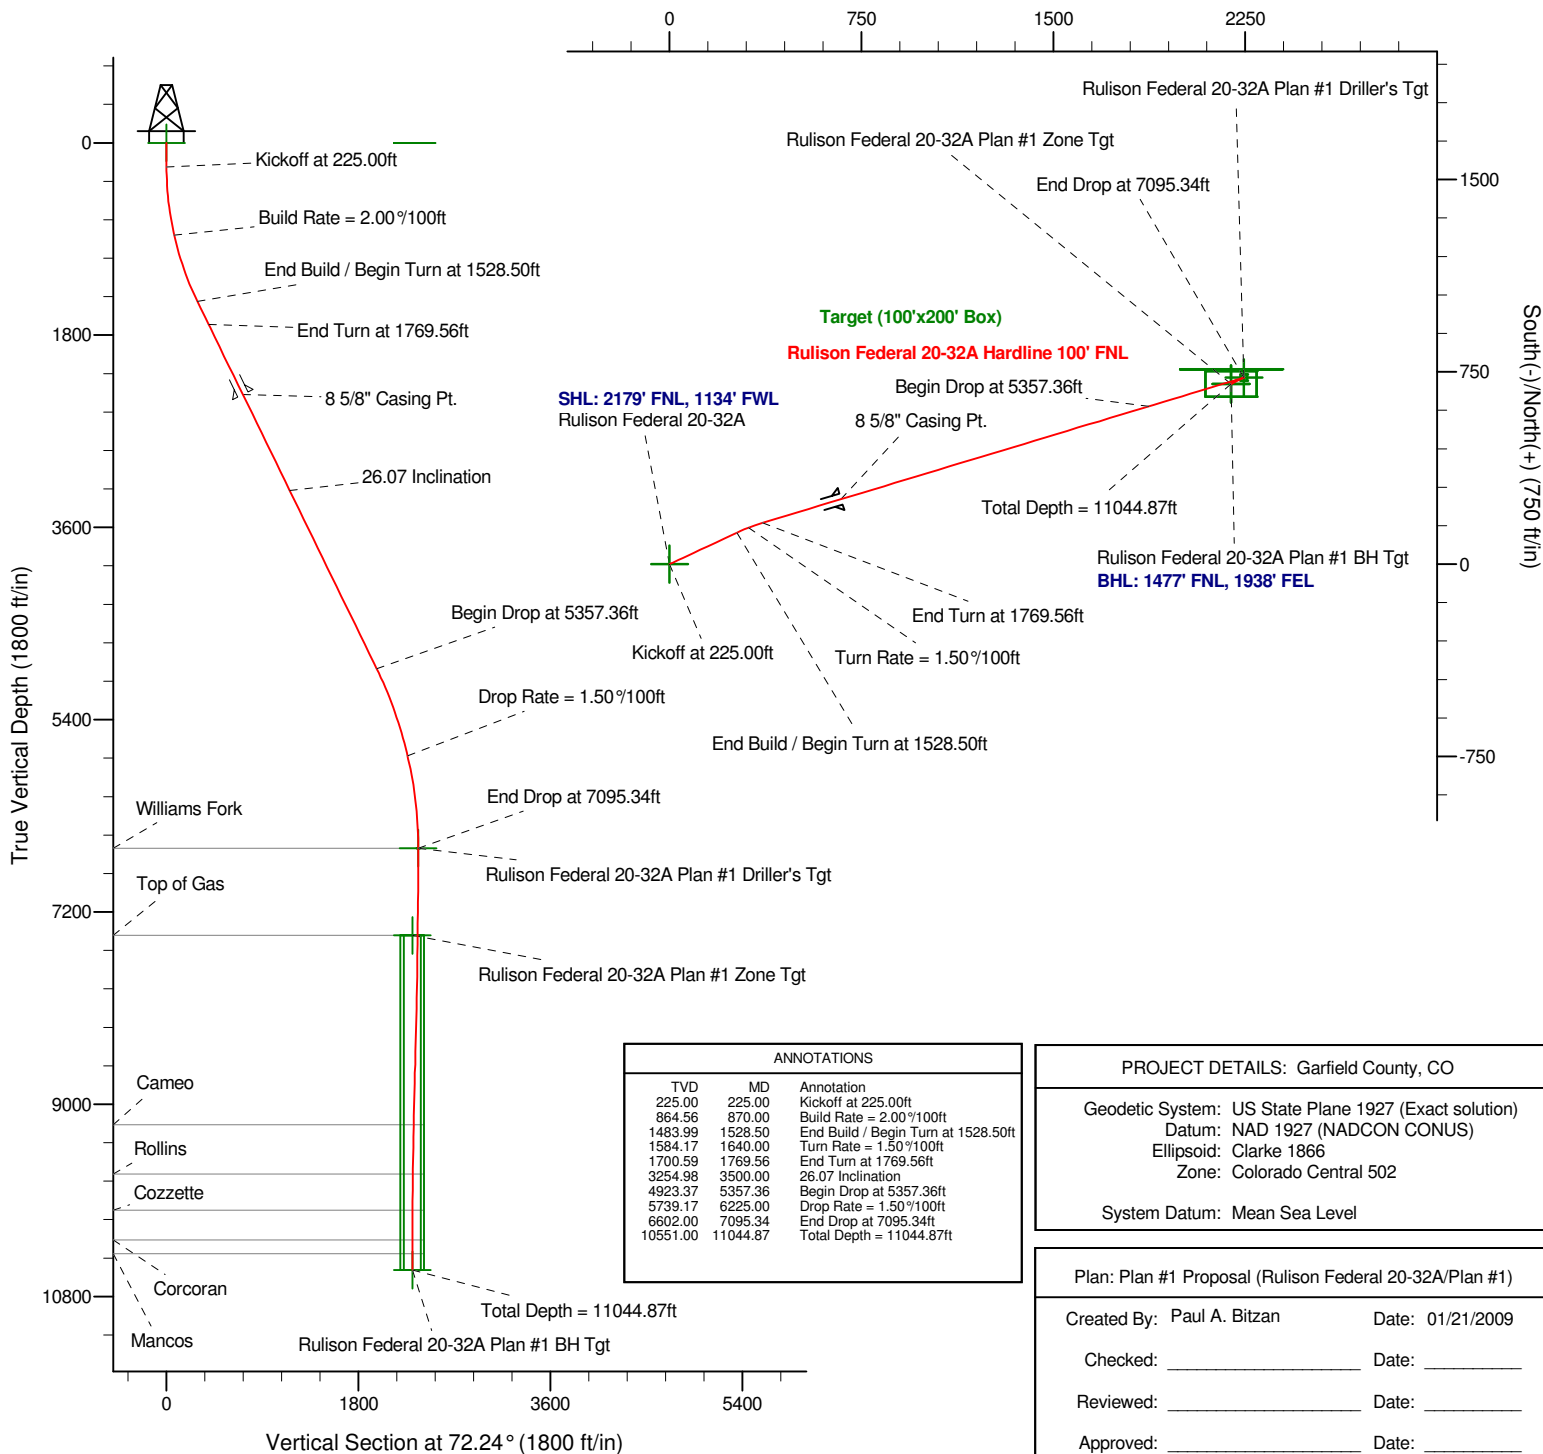 0 750 1500 2250
Rulison Federal 20-32A Plan #1 Driller's Tgt
Rulison Federal 20-32A Plan #1 Zone Tgt
End Drop at 7095.34ft
Target (100'x200' Box)
Rulison Federal 20-32A Hardline 100' FNL
Begin Drop at 5357.36ft
SHL: 2179' FNL, 1134' FWL
Rulison Federal 20-32A
8 5/8" Casing Pt.
Total Depth = 11044.87ft
Rulison Federal 20-32A Plan #1 BH Tgt
BHL: 1477' FNL, 1938' FEL
End Turn at 1769.56ft
Kickoff at 225.00ft
Turn Rate = 1.50°/100ft
End Build / Begin Turn at 1528.50ft
1500
750
0
-750
South(-)/North(+) (750 ft/in)
0
1800
3600
5400
7200
9000
10800
True Vertical Depth (1800 ft/in)
Kickoff at 225.00ft
Build Rate = 2.00°/100ft
End Build / Begin Turn at 1528.50ft
End Turn at 1769.56ft
8 5/8" Casing Pt.
26.07 Inclination
Begin Drop at 5357.36ft
Drop Rate = 1.50°/100ft
End Drop at 7095.34ft
Williams Fork
Rulison Federal 20-32A Plan #1 Driller's Tgt
Top of Gas
Rulison Federal 20-32A Plan #1 Zone Tgt
Cameo
Rollins
Cozzette
Corcoran
Mancos
Total Depth = 11044.87ft
Rulison Federal 20-32A Plan #1 BH Tgt
0 1800 3600 5400
Vertical Section at 72.24° (1800 ft/in)
ANNOTATIONS
TVD MD Annotation
225.00 225.00 Kickoff at 225.00ft
864.56 870.00 Build Rate = 2.00°/100ft
1483.99 1528.50 End Build / Begin Turn at 1528.50ft
1584.17 1640.00 Turn Rate = 1.50°/100ft
1700.59 1769.56 End Turn at 1769.56ft
3254.98 3500.00 26.07 Inclination
4923.37 5357.36 Begin Drop at 5357.36ft
5739.17 6225.00 Drop Rate = 1.50°/100ft
6602.00 7095.34 End Drop at 7095.34ft
10551.00 11044.87 Total Depth = 11044.87ft
PROJECT DETAILS: Garfield County, CO
Geodetic System: US State Plane 1927 (Exact solution)
Datum: NAD 1927 (NADCON CONUS)
Ellipsoid: Clarke 1866
Zone: Colorado Central 502
System Datum: Mean Sea Level
Plan: Plan #1 Proposal (Rulison Federal 20-32A/Plan #1)
Created By: Paul A. Bitzan Date: 01/21/2009
Checked: ____________________ Date: __________
Reviewed: ____________________ Date: __________
Approved: ____________________ Date: __________